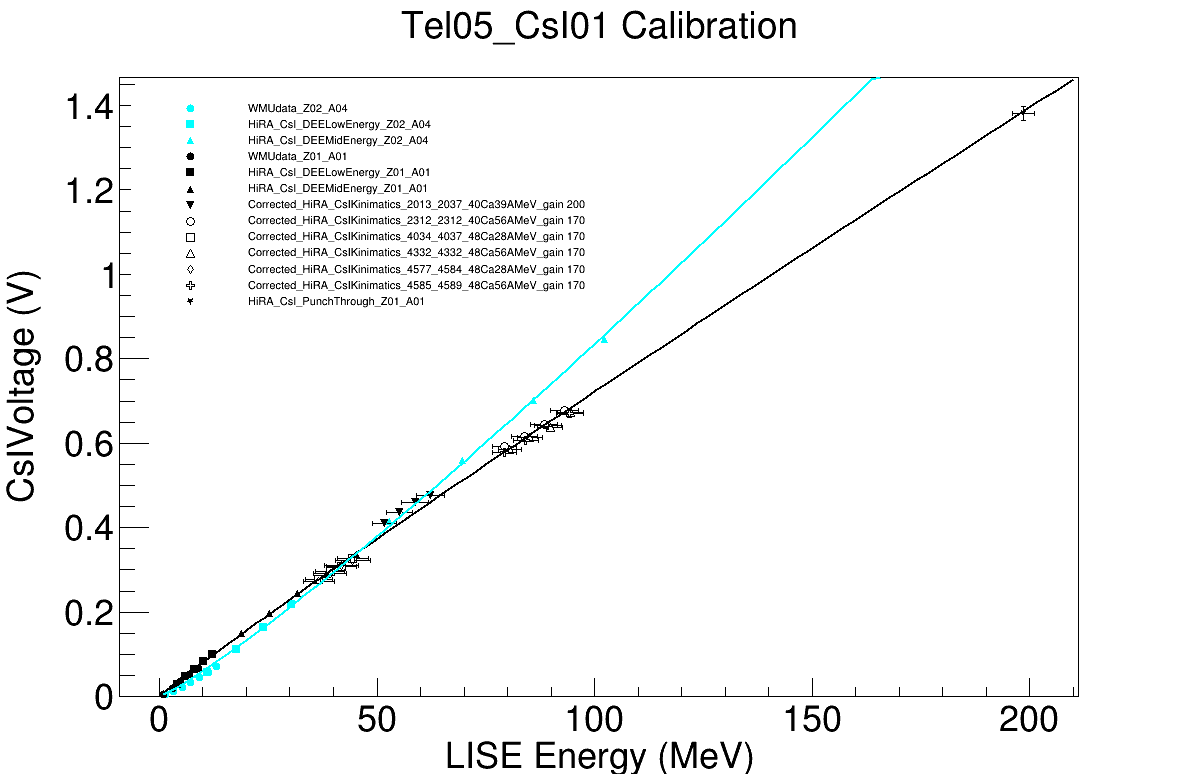 Tel05_CsI01 Calibration
WMUdata_Z02_A04
HiRA_CsI_DEELowEnergy_Z02_A04
HiRA_CsI_DEEMidEnergy_Z02_A04
WMUdata_Z01_A01
HiRA_CsI_DEELowEnergy_Z01_A01
HiRA_CsI_DEEMidEnergy_Z01_A01
Corrected_HiRA_CsIKinimatics_2013_2037_40Ca39AMeV_gain 200
Corrected_HiRA_CsIKinimatics_2312_2312_40Ca56AMeV_gain 170
Corrected_HiRA_CsIKinimatics_4034_4037_48Ca28AMeV_gain 170
Corrected_HiRA_CsIKinimatics_4332_4332_48Ca56AMeV_gain 170
Corrected_HiRA_CsIKinimatics_4577_4584_48Ca28AMeV_gain 170
Corrected_HiRA_CsIKinimatics_4585_4589_48Ca56AMeV_gain 170
HiRA_CsI_PunchThrough_Z01_A01
CsIVoltage (V)
1.4
1.2
1
0.8
0.6
0.4
0.2
0
0 50 100 150 200
LISE Energy (MeV)